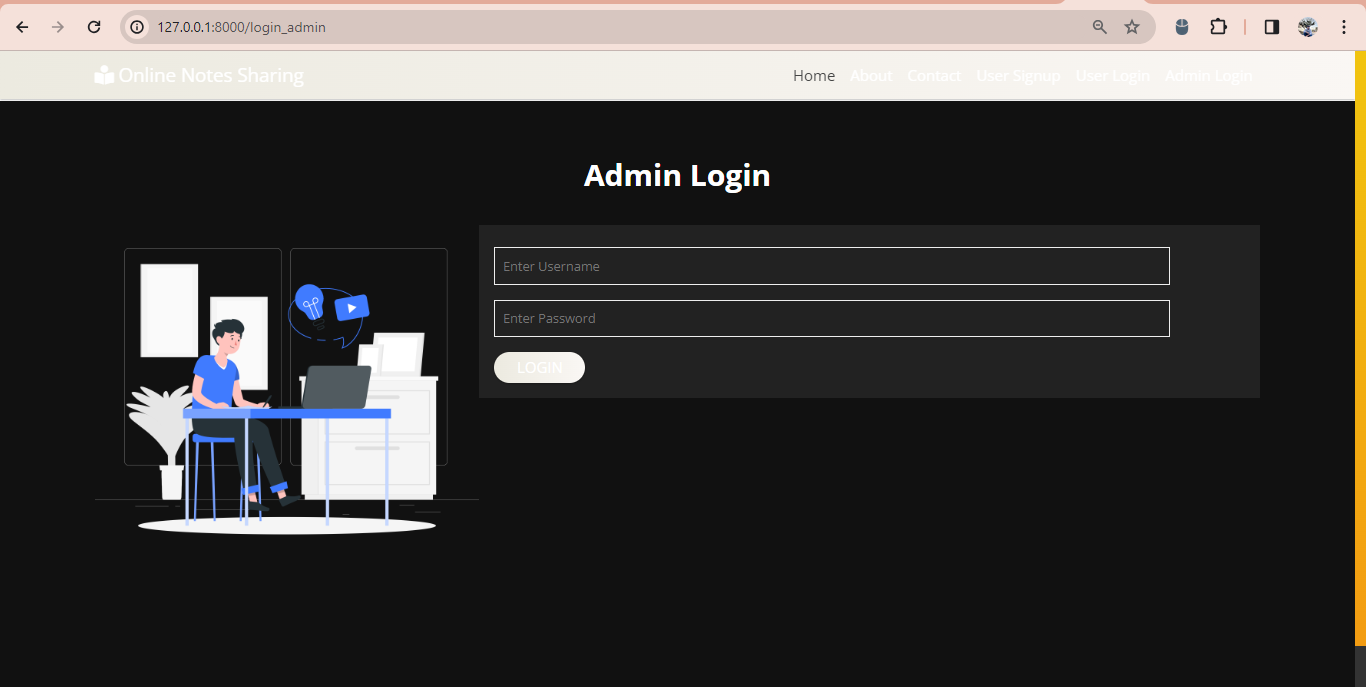 127.0.0.1:8000/login_admin
Online Notes Sharing Home About Contact User Signup User Login Admin Login
Admin Login
Enter Username
Enter Password
LOGIN